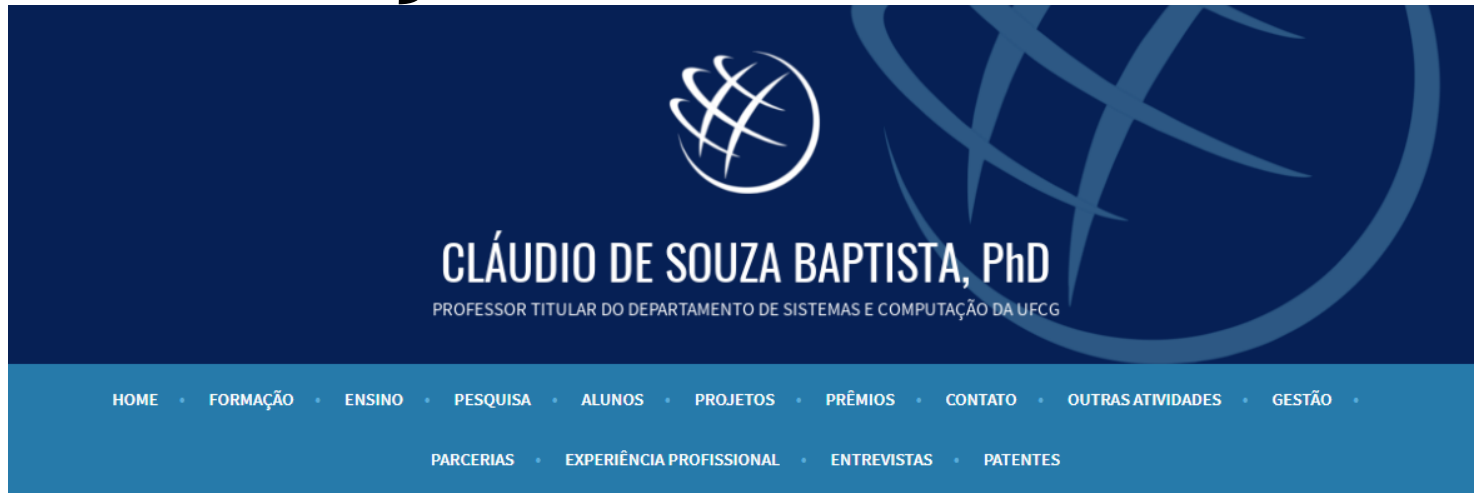 CLÁUDIO DE SOUZA BAPTISTA, PhD
PROFESSOR TITULAR DO DEPARTAMENTO DE SISTEMAS E COMPUTAÇÃO DA UFCG
HOME • FORMAÇÃO • ENSINO • PESQUISA • ALUNOS • PROJETOS • PRÊMIOS • CONTATO • OUTRAS ATIVIDADES • GESTÃO •
PARCERIAS • EXPERIÊNCIA PROFISSIONAL • ENTREVISTAS • PATENTES